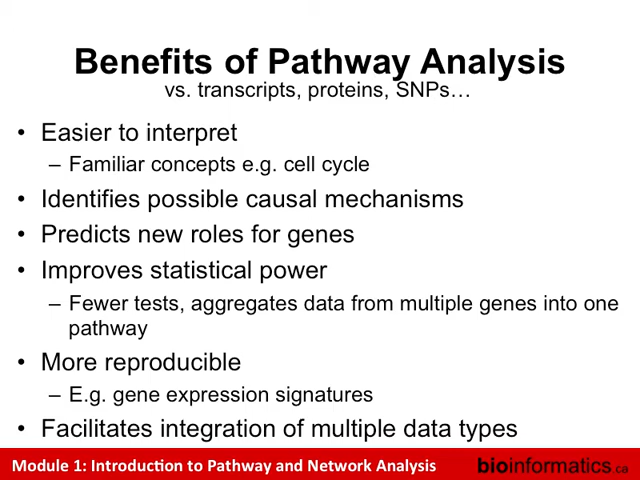 Benefits of Pathway Analysis
vs. transcripts, proteins, SNPs…
• Easier to interpret
– Familiar concepts e.g. cell cycle
• Identifies possible causal mechanisms
• Predicts new roles for genes
• Improves statistical power
– Fewer tests, aggregates data from multiple genes into one
pathway
• More reproducible
– E.g. gene expression signatures
• Facilitates integration of multiple data types
Module 1: Introduction to Pathway and Network Analysis
bioinformatics.ca